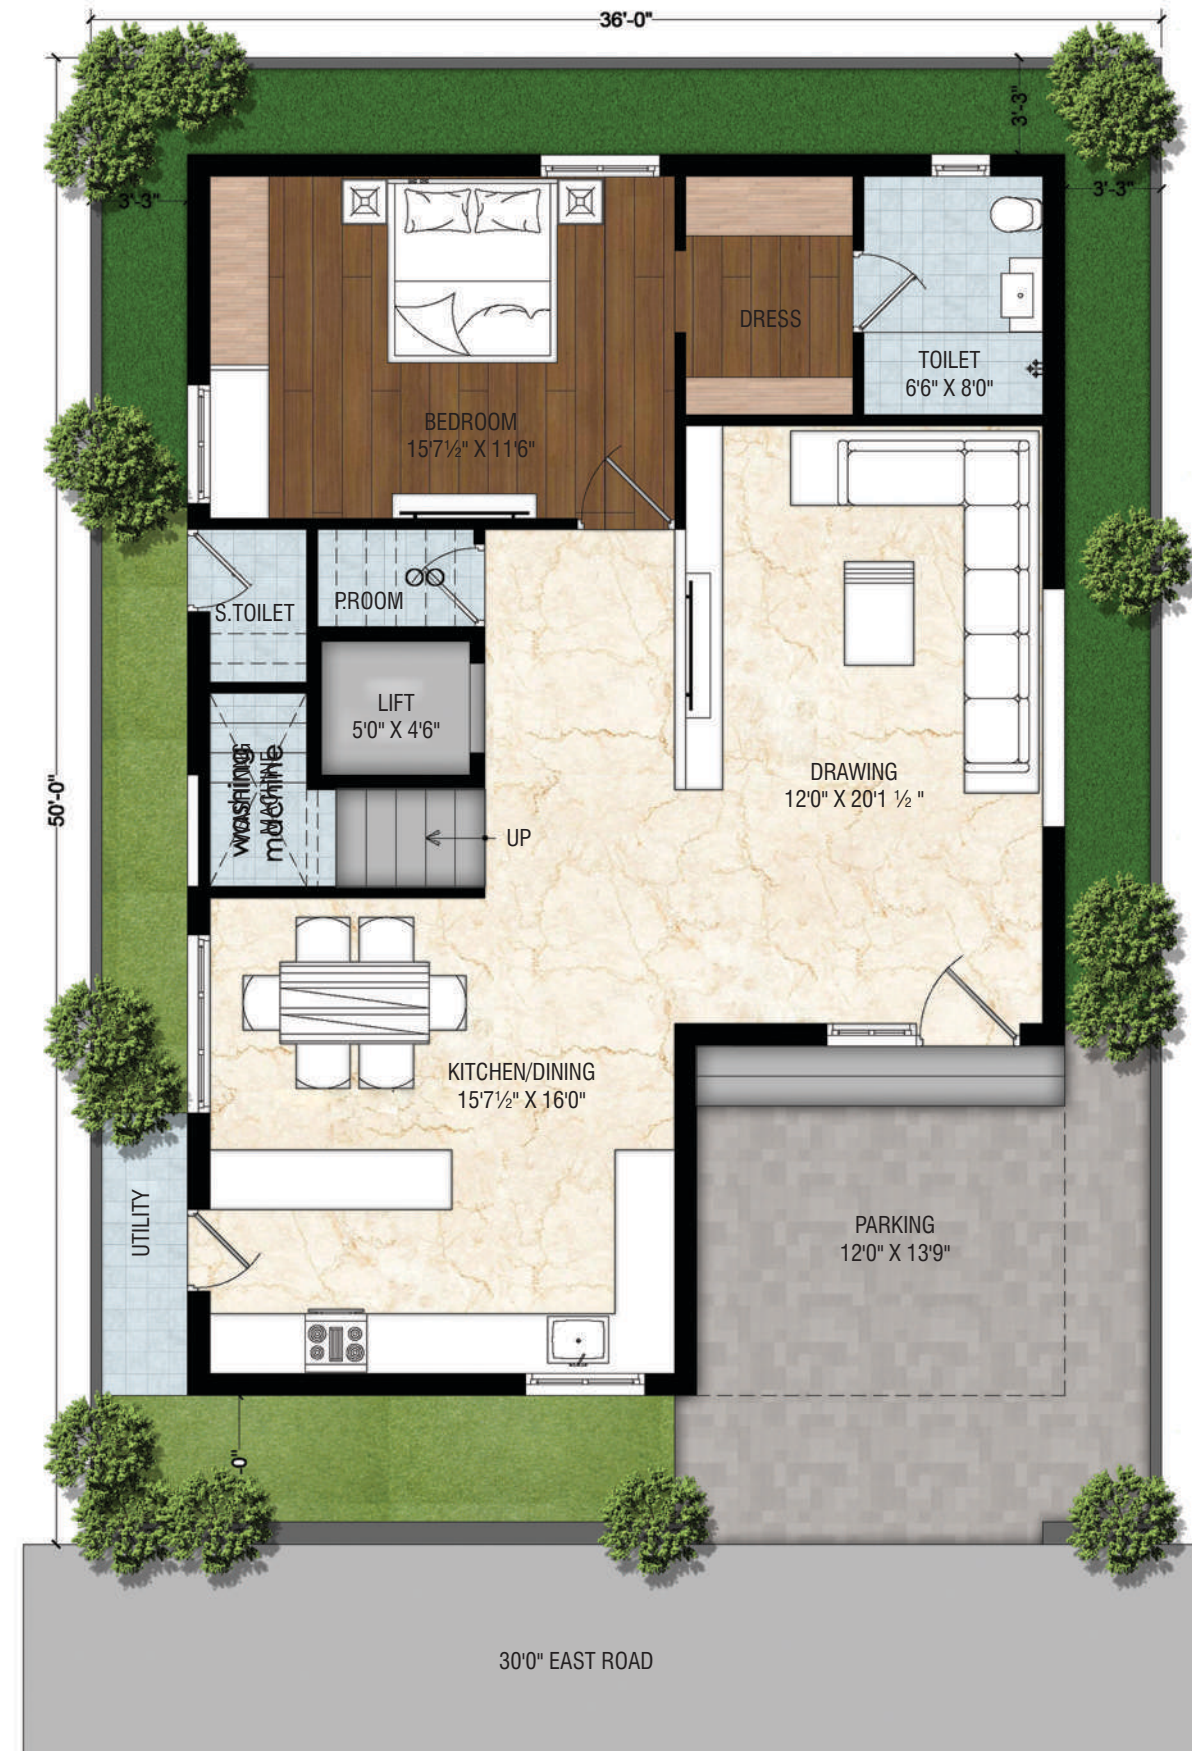 36'-0"
3'-3"
3'-3"
3'-3"
DRESS
TOILET
6'6" X 8'0"
BEDROOM
15'7½" X 11'6"
S.TOILET
P.ROOM
LIFT
5'0" X 4'6"
washing
machine
DRAWING
12'0" X 20'1 ½ "
50'-0"
UP
KITCHEN/DINING
15'7½" X 16'0"
UTILITY
PARKING
12'0" X 13'9"
-0"
30'0" EAST ROAD